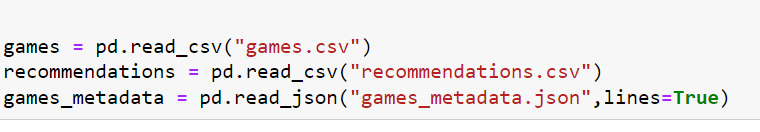 games = pd.read_csv("games.csv")
recommendations = pd.read_csv("recommendations.csv")
games_metadata = pd.read_json("games_metadata.json",lines=True)